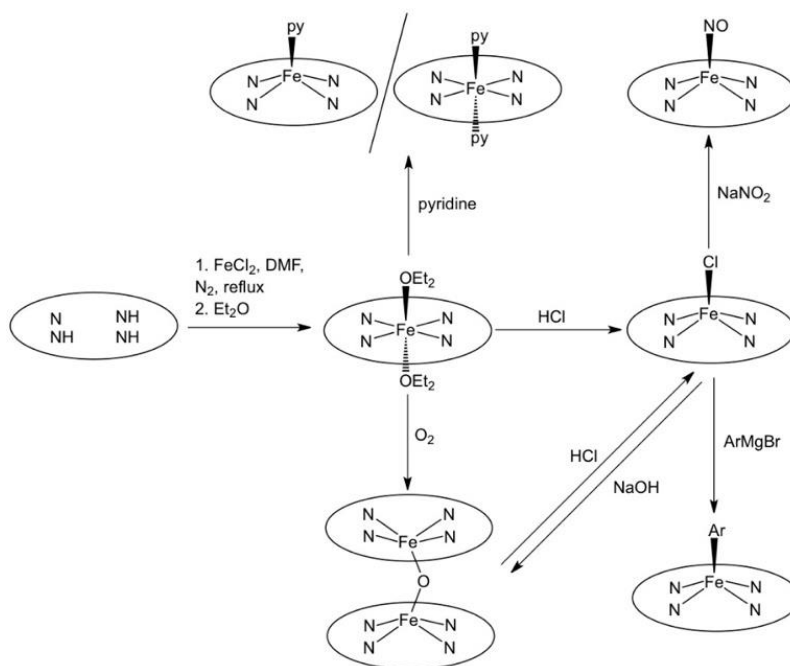 py
Fe
N N
N N
py
Fe
N N
N N
py
NO
Fe
N N
N N
pyridine
NaNO₂
1. FeCl₂, DMF,
N₂, reflux
2. Et₂O
N NH
NH NH
OEt₂
Fe
N N
N N
OEt₂
HCl
Cl
Fe
N N
N N
O₂
HCl
NaOH
ArMgBr
N N
N N
Fe
O
Fe
N N
N N
Ar
Fe
N N
N N